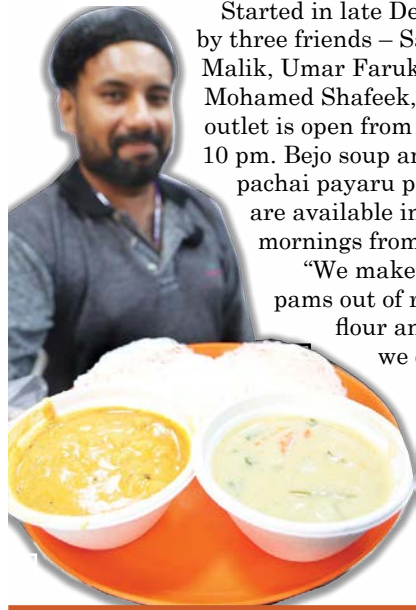 Started in late De
by three friends – Sa
Malik, Umar Faruk
Mohamed Shafeek,
outlet is open from
10 pm. Bejo soup an
pachai payaru p
are available in
mornings from
“We make
pams out of r
flour an
we